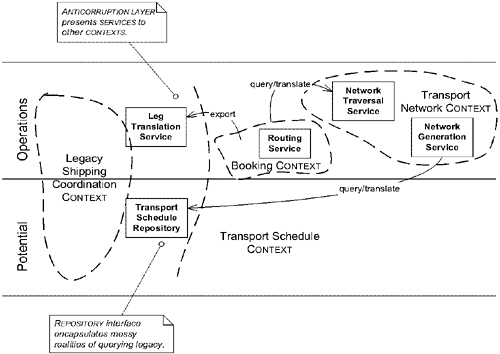 ANTICORRUPTION LAYER
presents SERVICES to
other CONTEXTS.
Operations
Leg
Translation
Service
export
query/translate
Network
Traversal
Service
Transport
Network CONTEXT
Network
Generation
Service
Routing
Service
Booking CONTEXT
Legacy
Shipping
Coordination
CONTEXT
query/translate
Potential
Transport
Schedule
Repository
Transport Schedule
CONTEXT
REPOSITORY interface
encapsulates messy
realities of querying legacy.